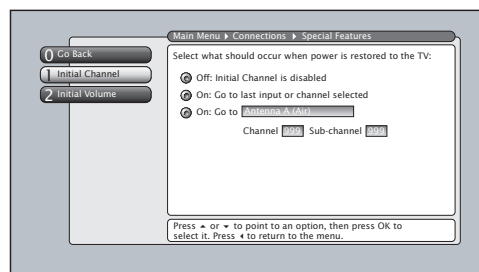 Main Menu ▶ Connections ▶ Special Features
0 Go Back
1 Initial Channel
2 Initial Volume
Select what should occur when power is restored to the TV:
Off: Initial Channel is disabled
On: Go to last input or channel selected
On: Go to Antenna A (Air)
Channel 999 Sub-channel 999
Press ▲ or ▼ to point to an option, then press OK to
select it. Press ◀ to return to the menu.